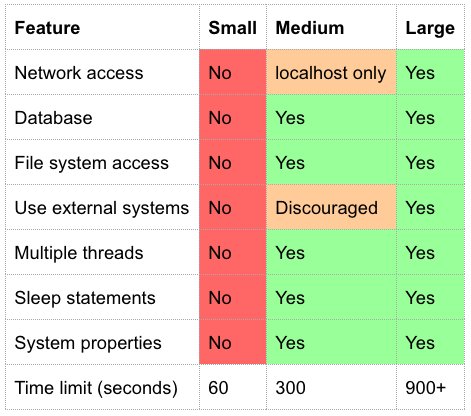 Feature Small Medium Large
Network access No localhost only Yes
Database No Yes Yes
File system access No Yes Yes
Use external systems No Discouraged Yes
Multiple threads No Yes Yes
Sleep statements No Yes Yes
System properties No Yes Yes
Time limit (seconds) 60 300 900+